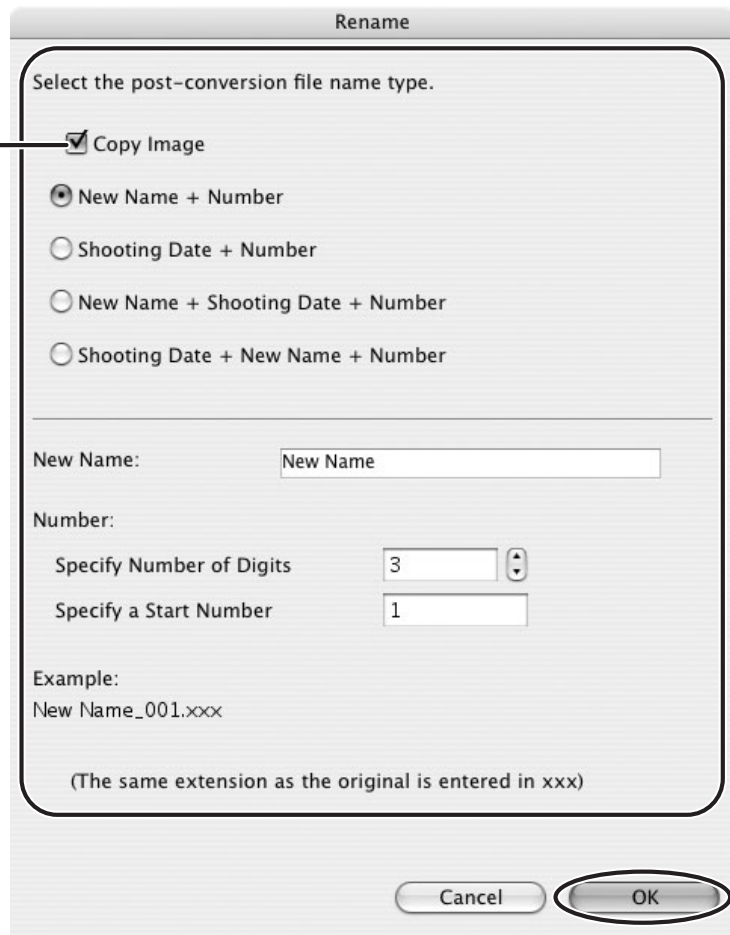 Rename
Select the post-conversion file name type.
Copy Image
New Name + Number
Shooting Date + Number
New Name + Shooting Date + Number
Shooting Date + New Name + Number
New Name: New Name
Number:
Specify Number of Digits 3
Specify a Start Number 1
Example:
New Name_001.xxx
(The same extension as the original is entered in xxx)
Cancel OK